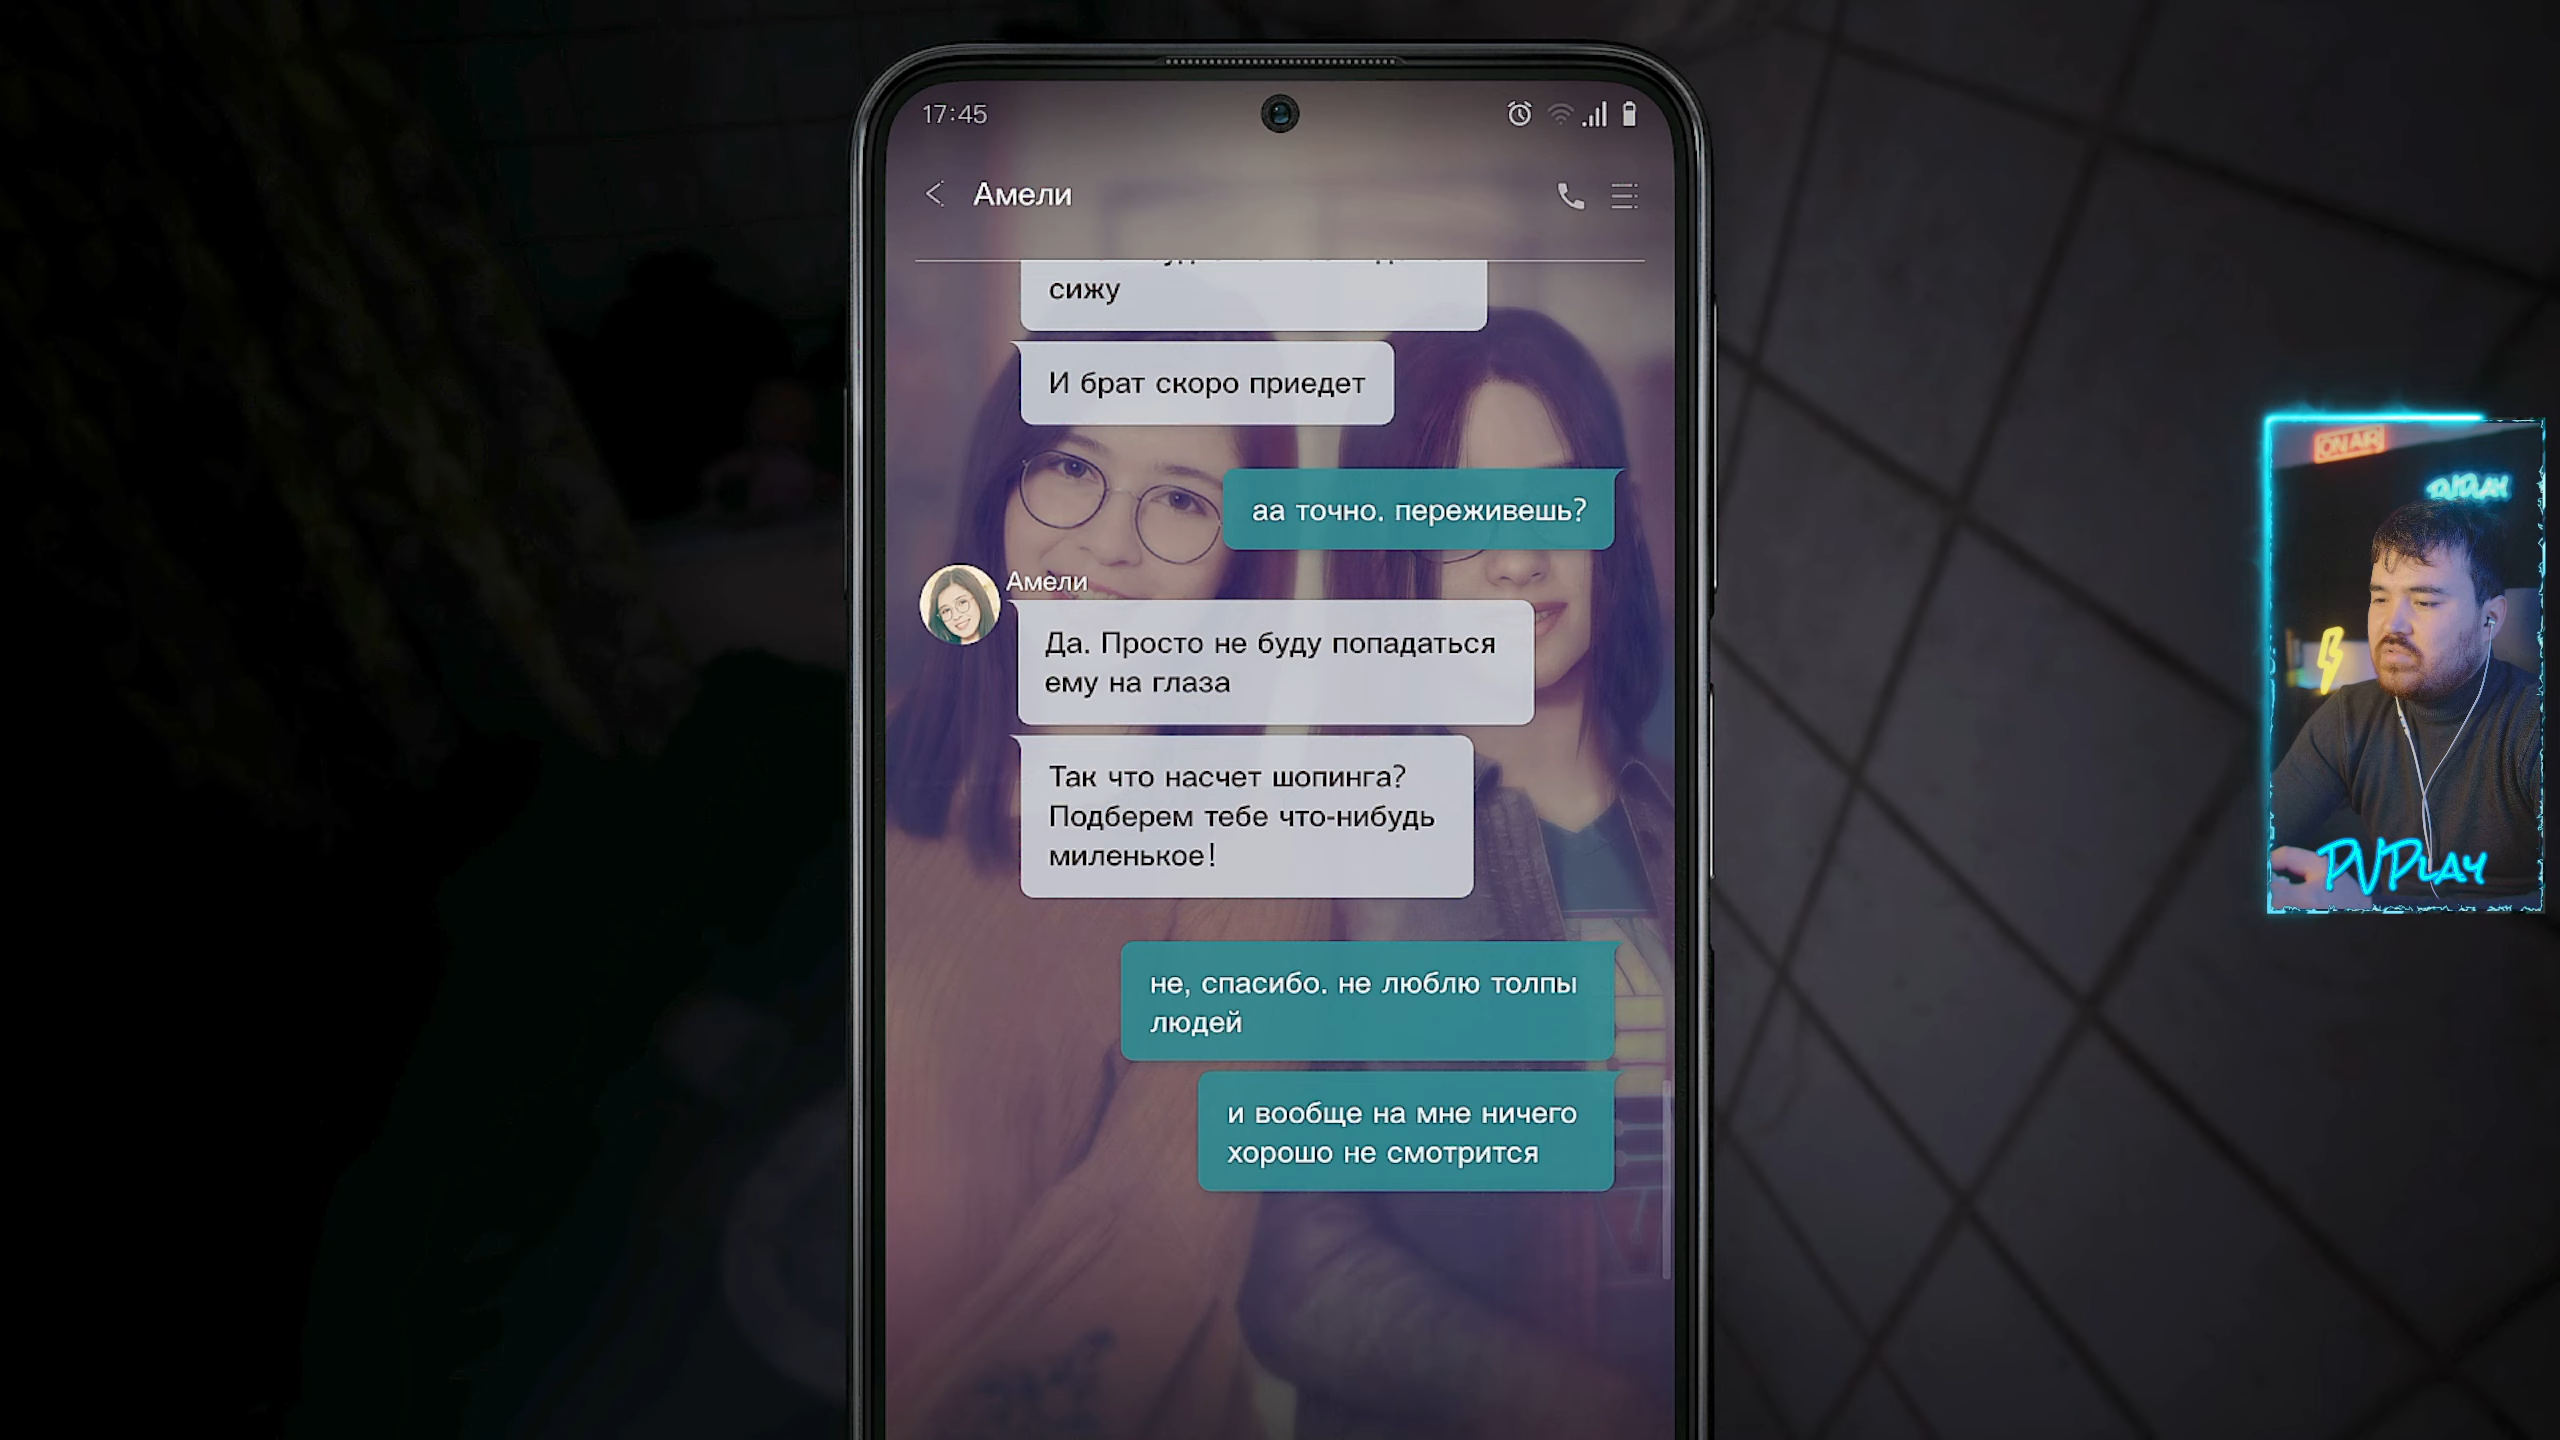 17:45
Амели
сижу
И брат скоро приедет
аа точно. переживешь?
Амели
Да. Просто не буду попадаться
ему на глаза
Так что насчет шопинга?
Подберем тебе что-нибудь
миленькое!
не, спасибо. не люблю толпы
людей
и вообще на мне ничего
хорошо не смотрится
ON AIR
PVPLAY
PVPLAY